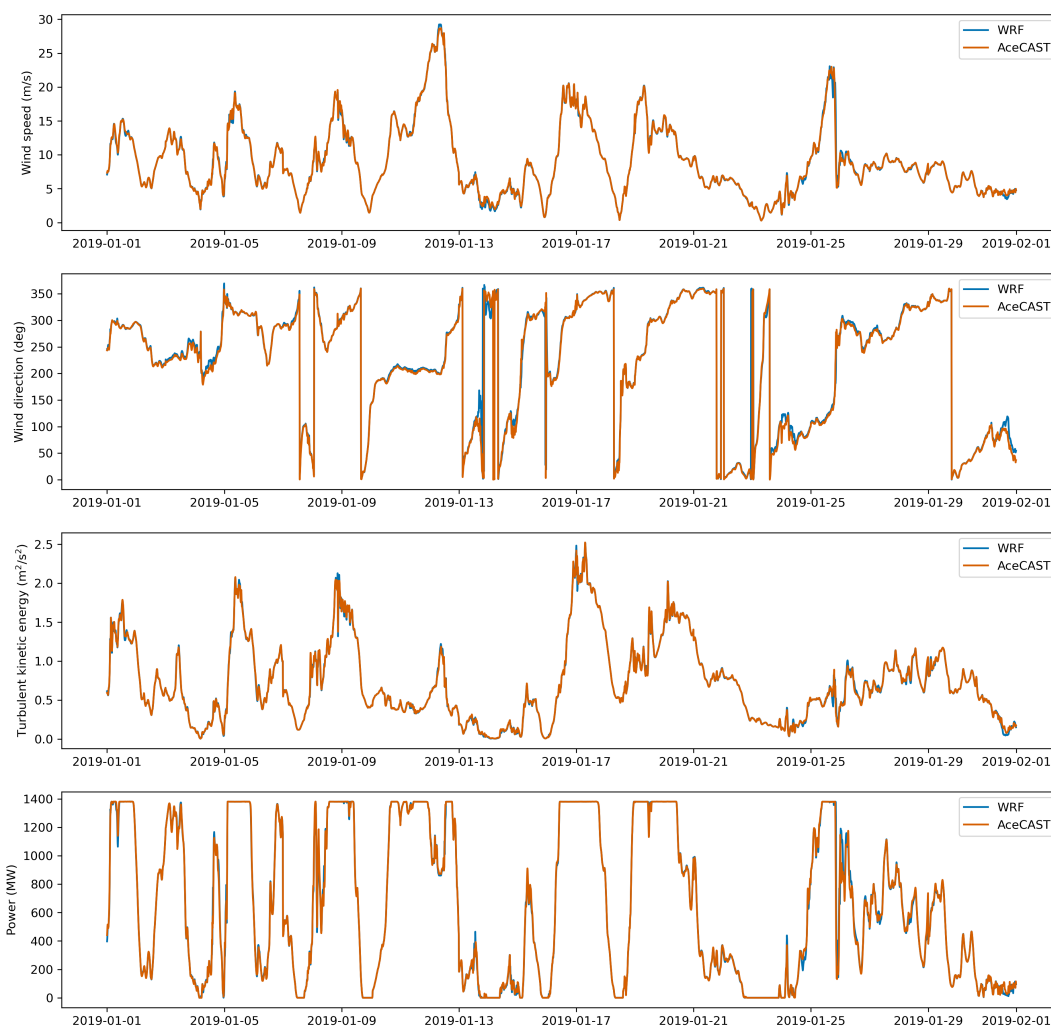 30
25
20
15
10
5
0
Wind speed (m/s)
WRF
AceCAST
2019-01-01 2019-01-05 2019-01-09 2019-01-13 2019-01-17 2019-01-21 2019-01-25 2019-01-29 2019-02-01
350
300
250
200
150
100
50
0
Wind direction (deg)
WRF
AceCAST
2019-01-01 2019-01-05 2019-01-09 2019-01-13 2019-01-17 2019-01-21 2019-01-25 2019-01-29 2019-02-01
2.5
2.0
1.5
1.0
0.5
0.0
Turbulent kinetic energy (m²/s²)
WRF
AceCAST
2019-01-01 2019-01-05 2019-01-09 2019-01-13 2019-01-17 2019-01-21 2019-01-25 2019-01-29 2019-02-01
1400
1200
1000
800
600
400
200
0
Power (MW)
WRF
AceCAST
2019-01-01 2019-01-05 2019-01-09 2019-01-13 2019-01-17 2019-01-21 2019-01-25 2019-01-29 2019-02-01